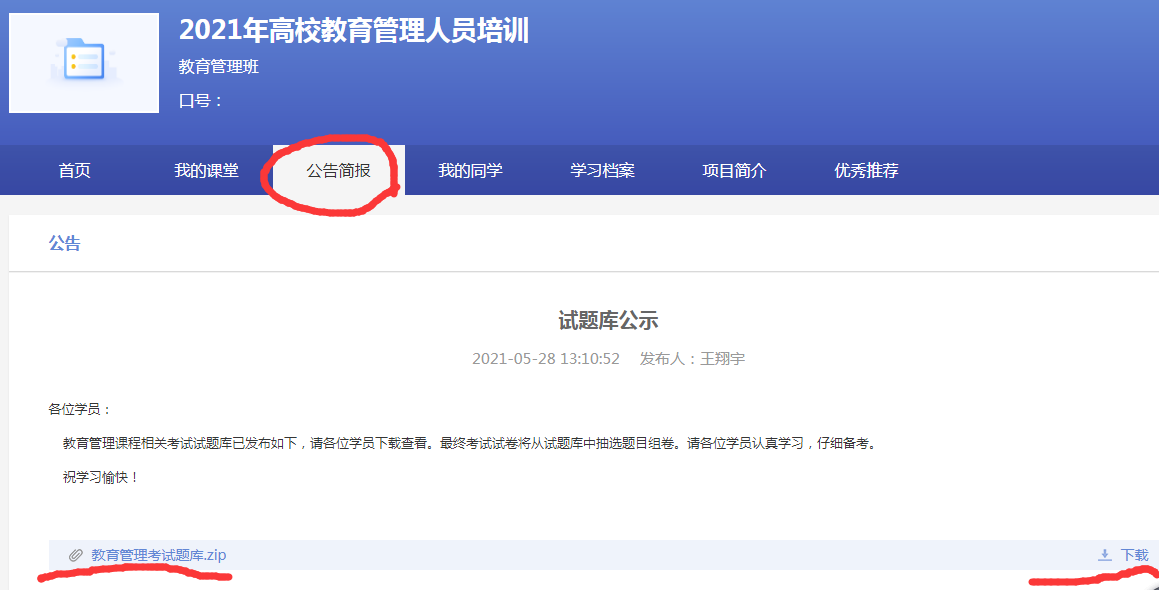 2021年高校教育管理人员培训
教育管理班
口号：
首页 我的课堂 公告简报 我的同学 学习档案 项目简介 优秀推荐
公告
试题库公示
2021-05-28 13:10:52 发布人：王翔宇
各位学员：
教育管理课程相关考试试题库已发布如下，请各位学员下载查看。最终考试试卷将从试题库中抽选题目组卷。请各位学员认真学习，仔细备考。
祝学习愉快！
教育管理考试题库.zip 下载